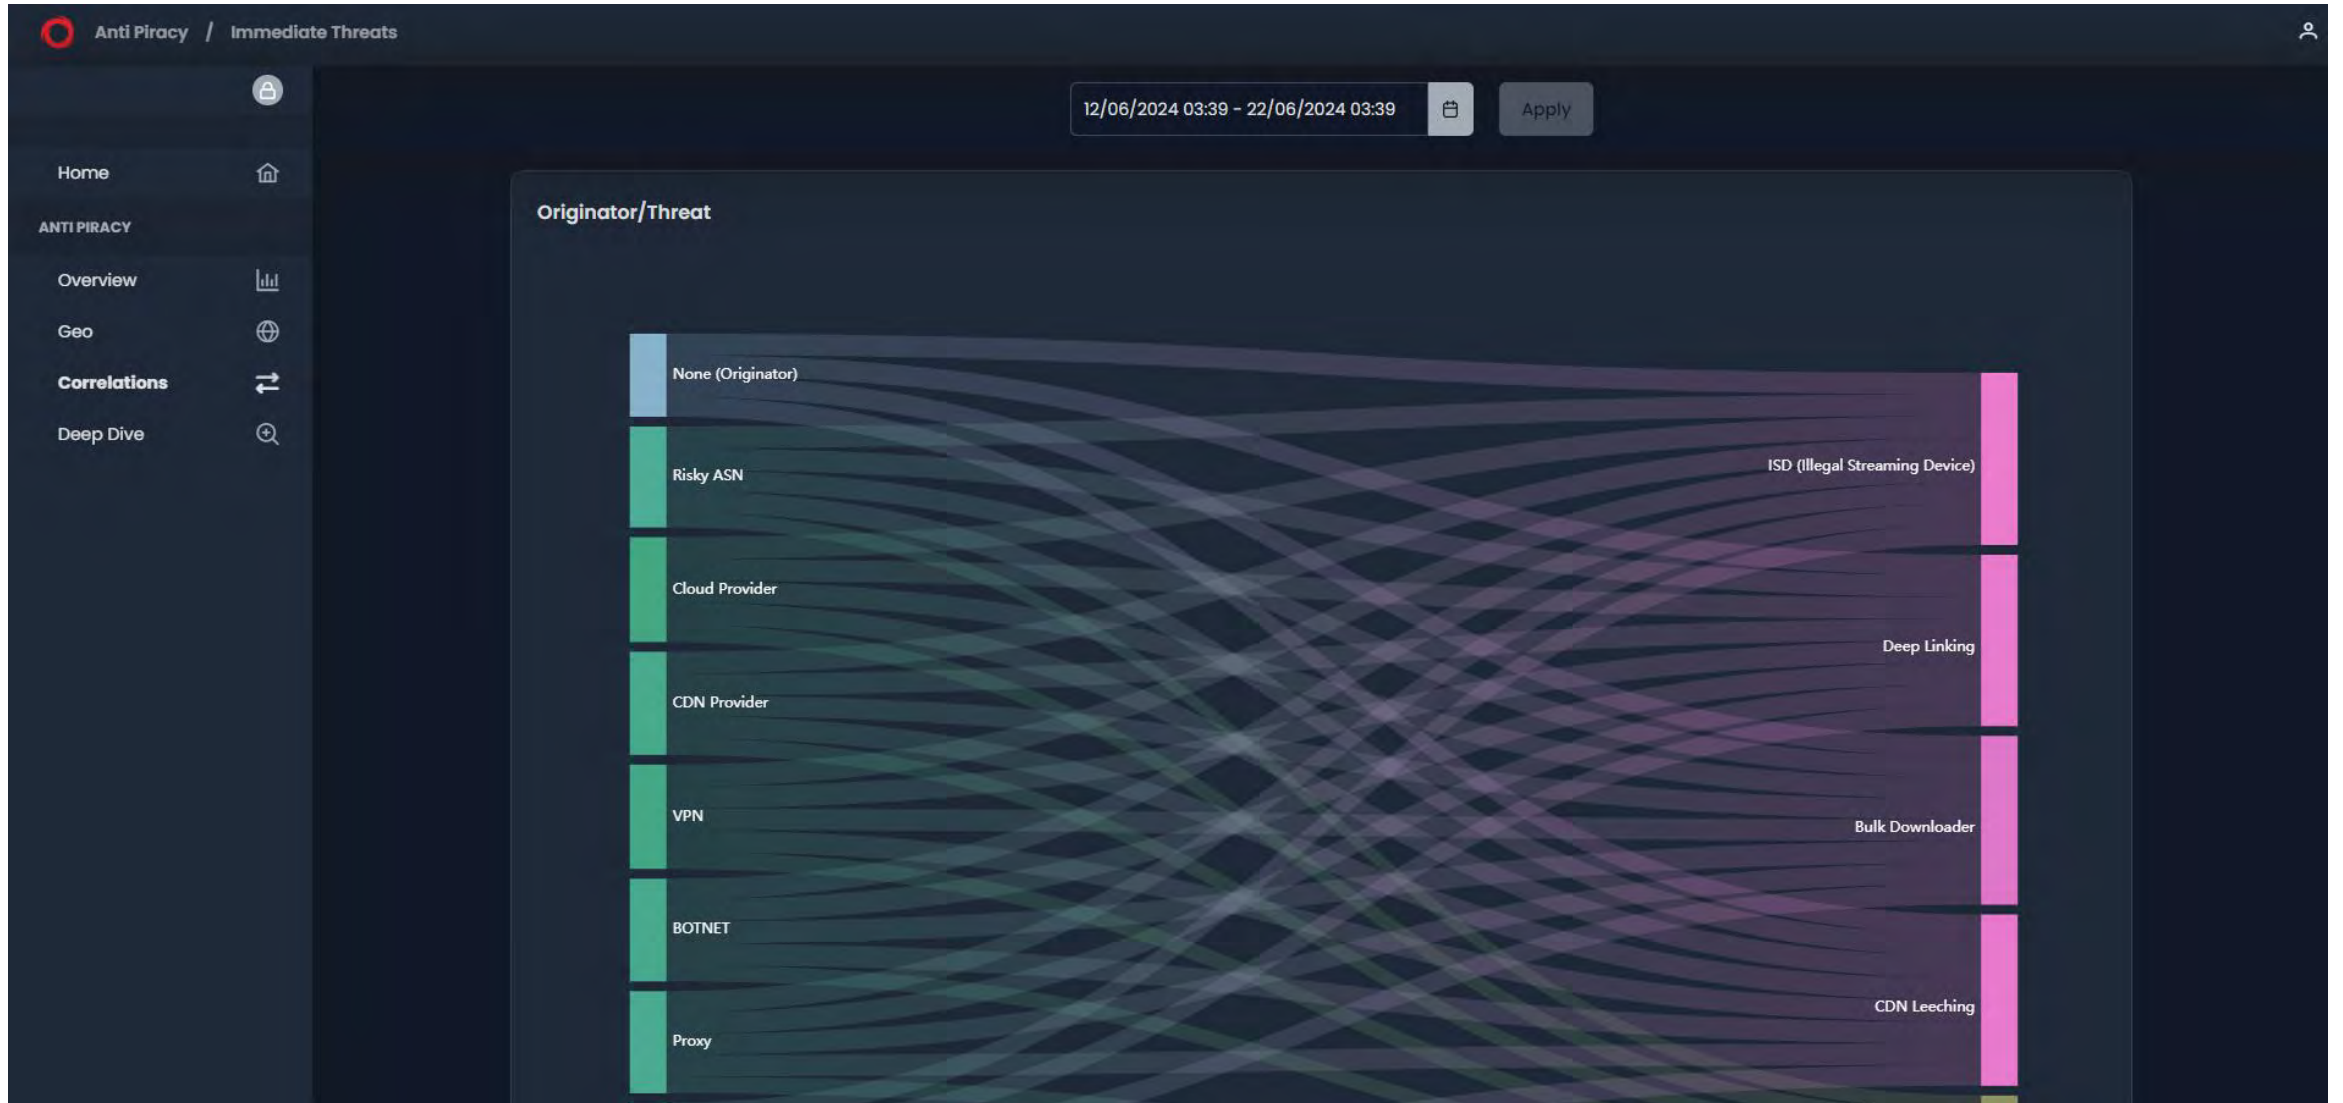 Anti Piracy / Immediate Threats
12/06/2024 03:39 - 22/06/2024 03:39
Apply
Home
ANTI PIRACY
Overview
Geo
Correlations
Deep Dive
Originator/Threat
None (Originator)
Risky ASN
Cloud Provider
CDN Provider
VPN
BOTNET
Proxy
ISD (Illegal Streaming Device)
Deep Linking
Bulk Downloader
CDN Leeching